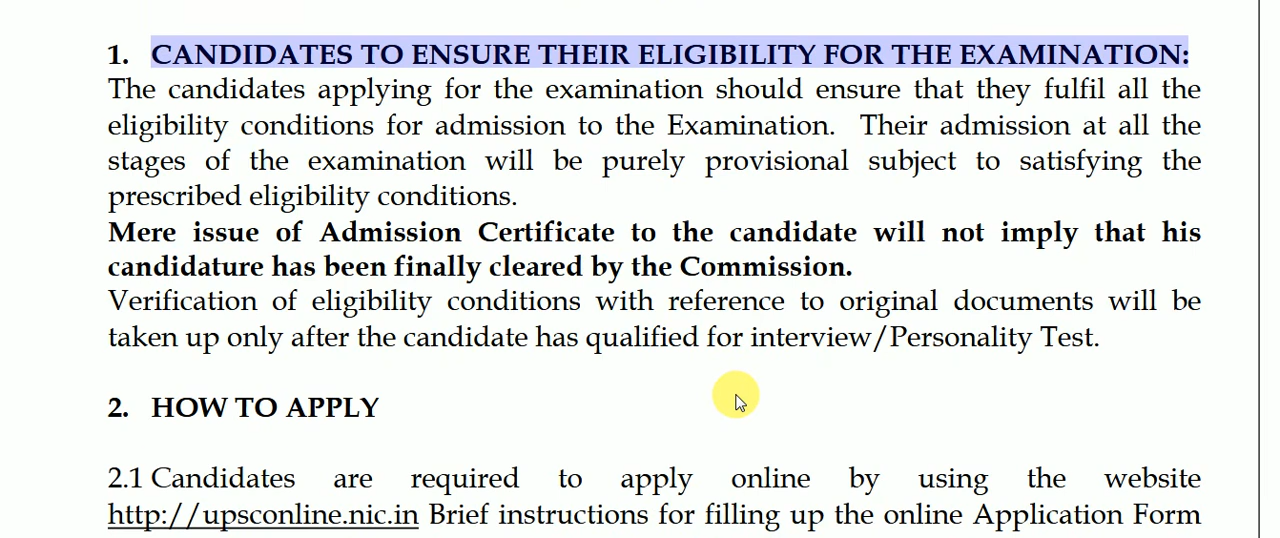 1. CANDIDATES TO ENSURE THEIR ELIGIBILITY FOR THE EXAMINATION:
The candidates applying for the examination should ensure that they fulfil all the
eligibility conditions for admission to the Examination. Their admission at all the
stages of the examination will be purely provisional subject to satisfying the
prescribed eligibility conditions.
Mere issue of Admission Certificate to the candidate will not imply that his
candidature has been finally cleared by the Commission.
Verification of eligibility conditions with reference to original documents will be
taken up only after the candidate has qualified for interview/Personality Test.
2. HOW TO APPLY
2.1 Candidates are required to apply online by using the website
http://upsconline.nic.in Brief instructions for filling up the online Application Form